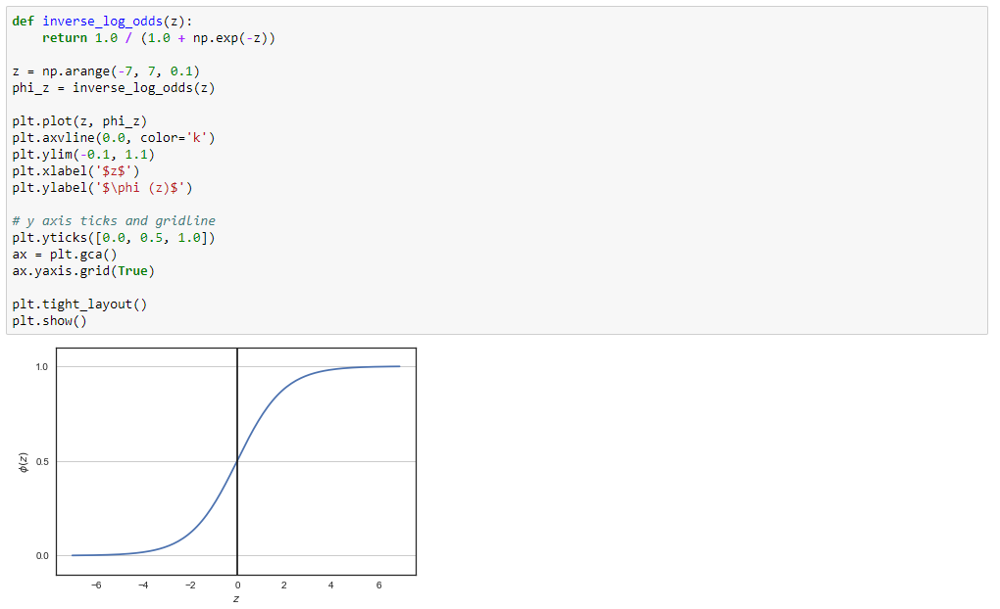 def inverse_log_odds(z):
    return 1.0 / (1.0 + np.exp(-z))

z = np.arange(-7, 7, 0.1)
phi_z = inverse_log_odds(z)

plt.plot(z, phi_z)
plt.axvline(0.0, color='k')
plt.ylim(-0.1, 1.1)
plt.xlabel('$z$')
plt.ylabel('$\phi (z)$')

# y axis ticks and gridline
plt.yticks([0.0, 0.5, 1.0])
ax = plt.gca()
ax.yaxis.grid(True)

plt.tight_layout()
plt.show()
1.0
ϕ(z)
0.5
0.0
−6 −4 −2 0 2 4 6
z